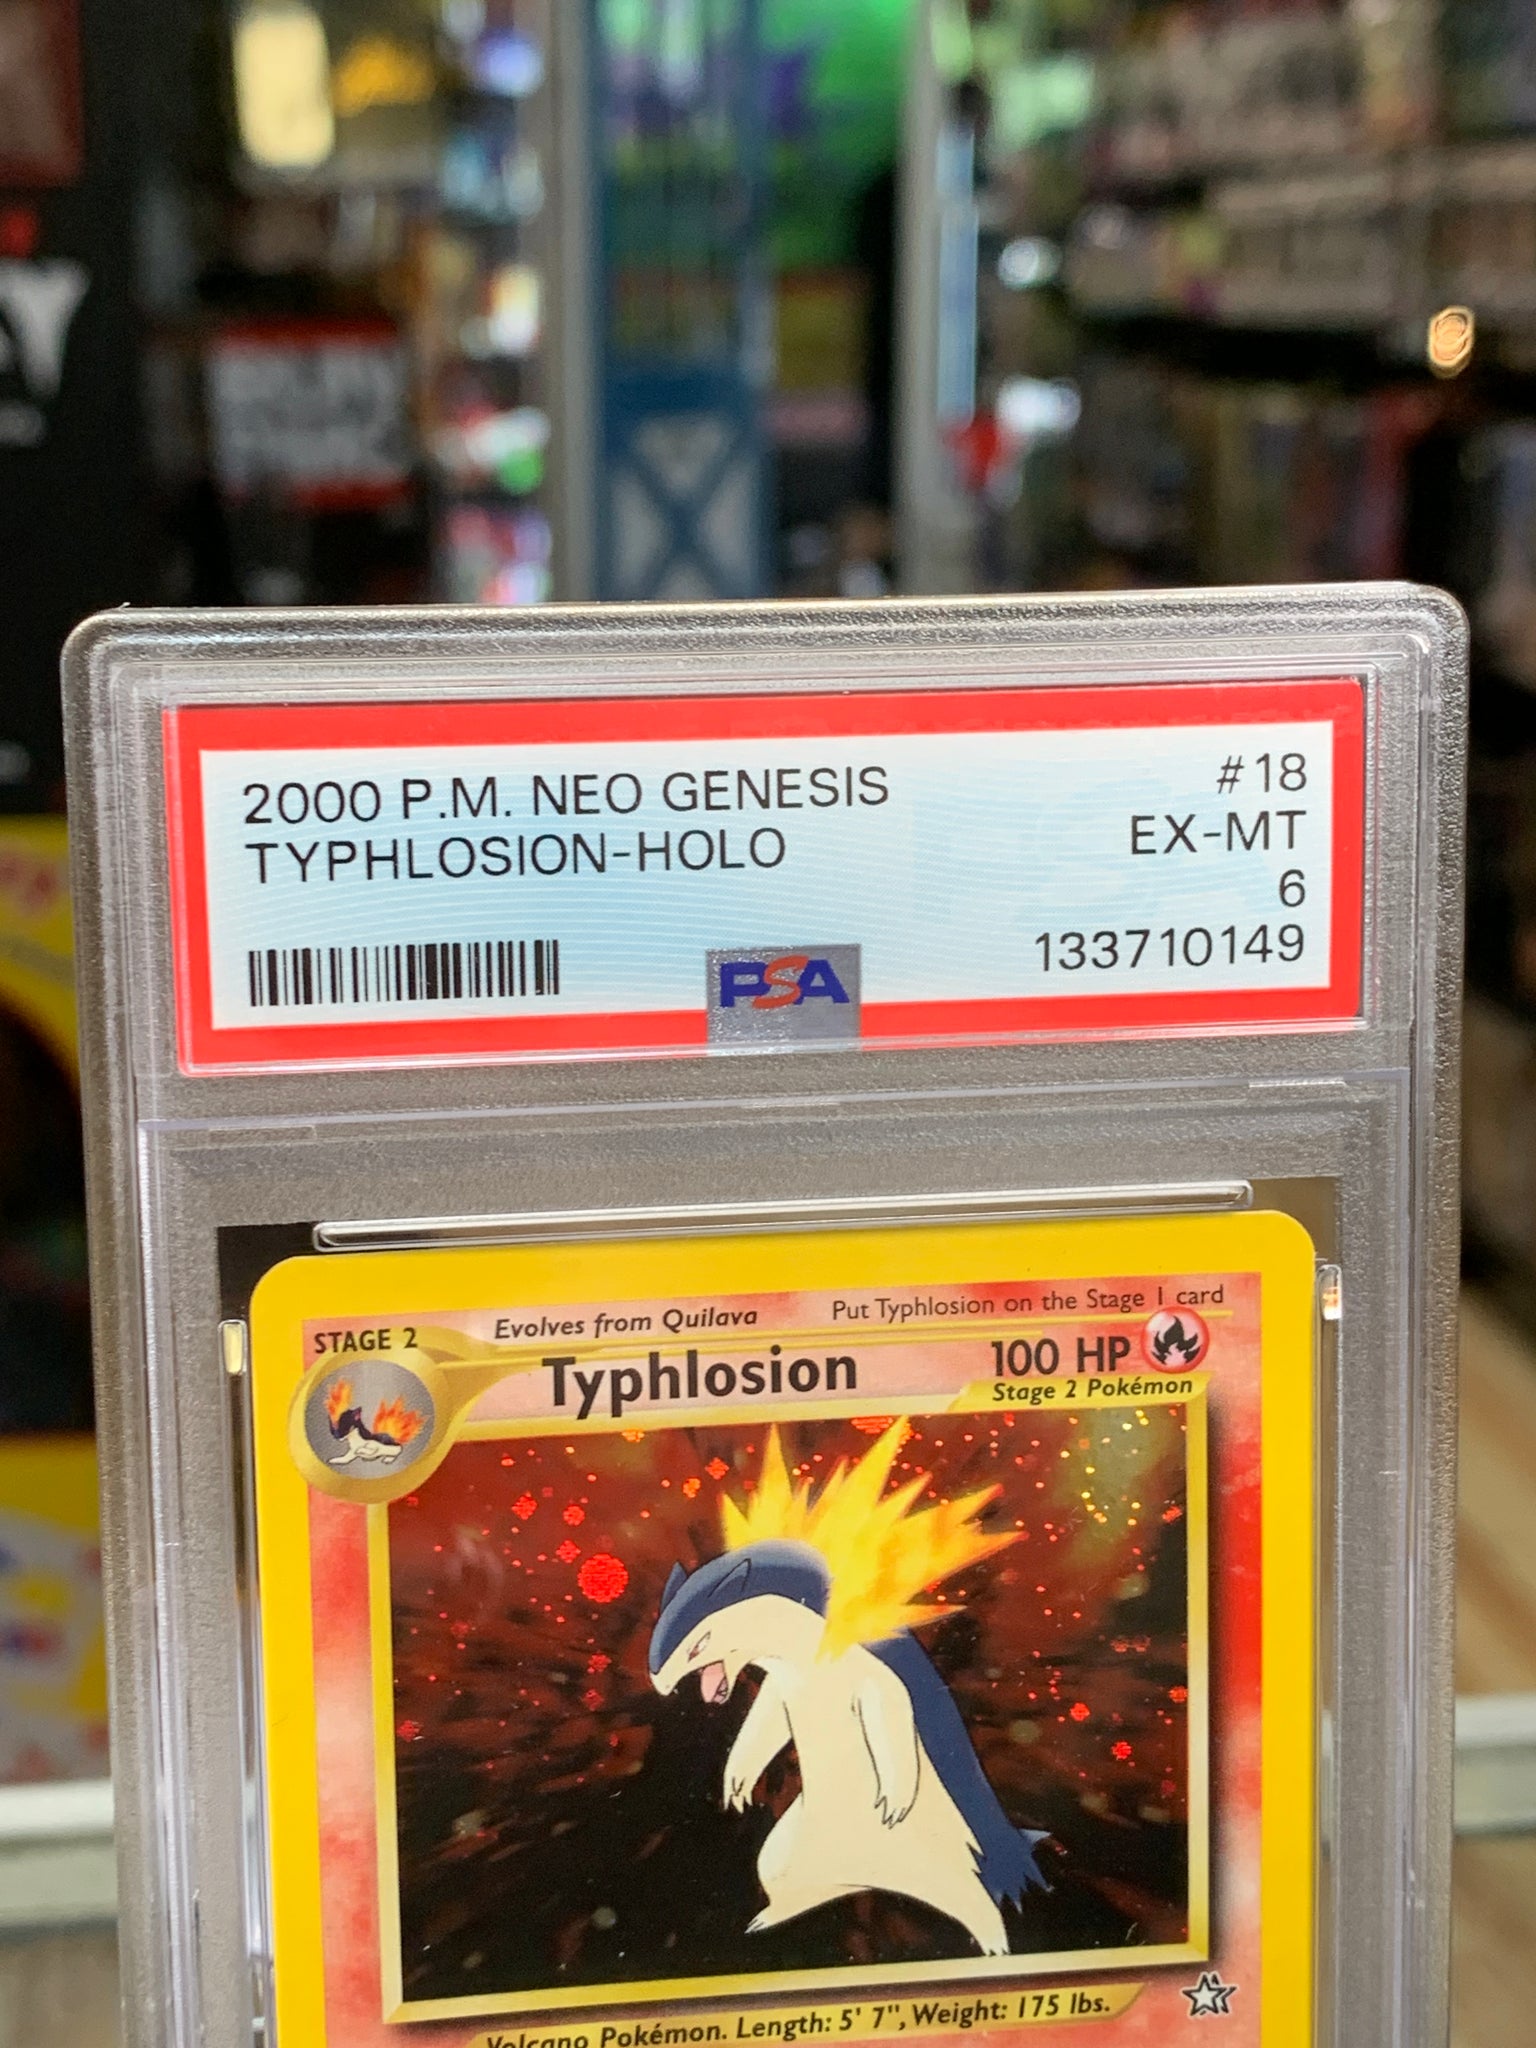 2000 P.M. NEO GENESIS #18
TYPHLOSION-HOLO EX-MT
6
133710149
PSA
STAGE 2 Evolves from Quilava Put Typhlosion on the Stage 1 card
Typhlosion 100 HP
Stage 2 Pokémon
Volcano Pokémon. Length: 5' 7", Weight: 175 lbs.